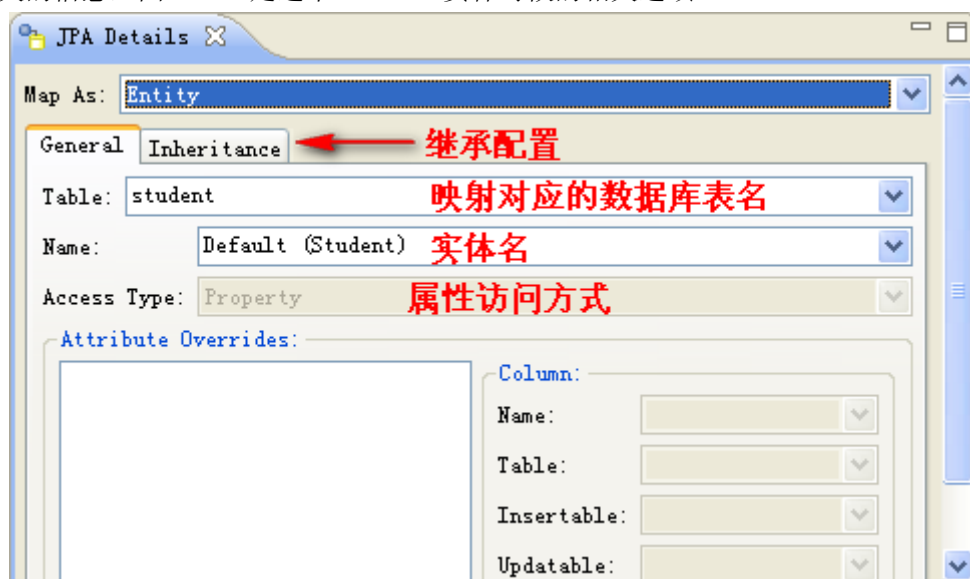 JPA Details
Map As: Entity
General Inheritance 继承配置
Table: student 映射对应的数据库表名
Name: Default (Student) 实体名
Access Type: Property 属性访问方式
Attribute Overrides:
Column:
Name:
Table:
Insertable:
Updatable: